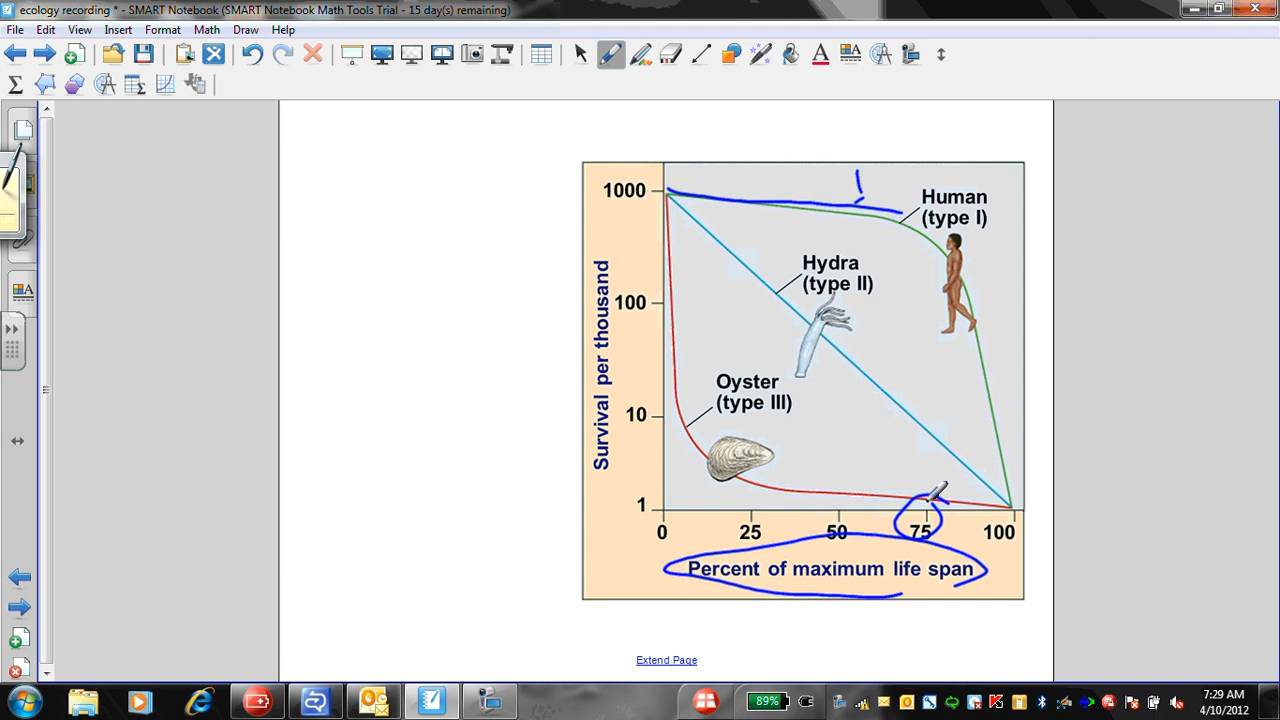 ecology recording * - SMART Notebook (SMART Notebook Math Tools Trial - 15 day(s) remaining)
File Edit View Insert Format Math Draw Help
1000
Human
(type I)
Hydra
(type II)
Survival per thousand
100
Oyster
(type III)
10
1
0 25 50 75 100
Percent of maximum life span
Extend Page
89%
7:29 AM
4/10/2012